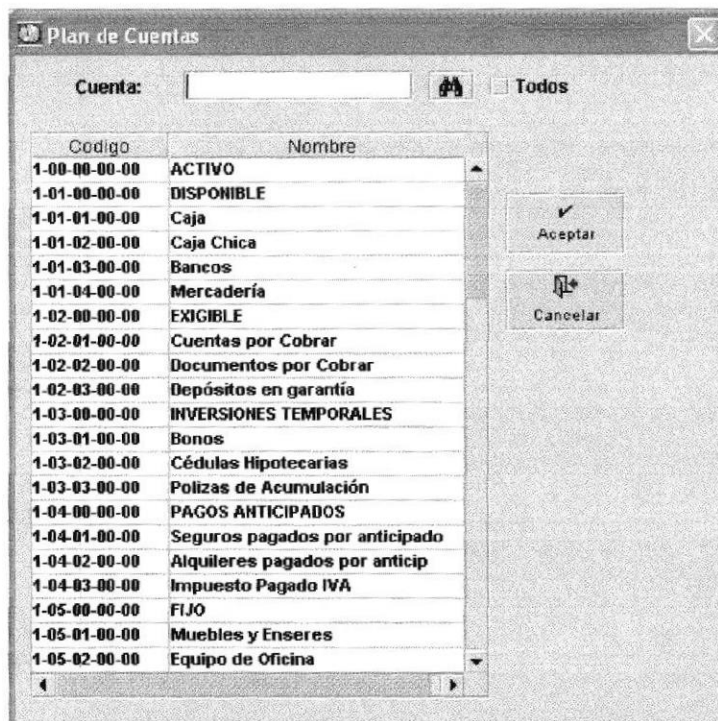 Plan de Cuentas
Cuenta: Todos
Codigo Nombre
1-00-00-00-00 ACTIVO
1-01-00-00-00 DISPONIBLE
1-01-01-00-00 Caja
1-01-02-00-00 Caja Chica
1-01-03-00-00 Bancos
1-01-04-00-00 Mercadería
1-02-00-00-00 EXIGIBLE
1-02-01-00-00 Cuentas por Cobrar
1-02-02-00-00 Documentos por Cobrar
1-02-03-00-00 Depósitos en garantía
1-03-00-00-00 INVERSIONES TEMPORALES
1-03-01-00-00 Bonos
1-03-02-00-00 Cédulas Hipotecarias
1-03-03-00-00 Polizas de Acumulación
1-04-00-00-00 PAGOS ANTICIPADOS
1-04-01-00-00 Seguros pagados por anticipado
1-04-02-00-00 Alquileres pagados por anticip
1-04-03-00-00 Impuesto Pagado IVA
1-05-00-00-00 FIJO
1-05-01-00-00 Muebles y Enseres
1-05-02-00-00 Equipo de Oficina
Aceptar
Cancelar